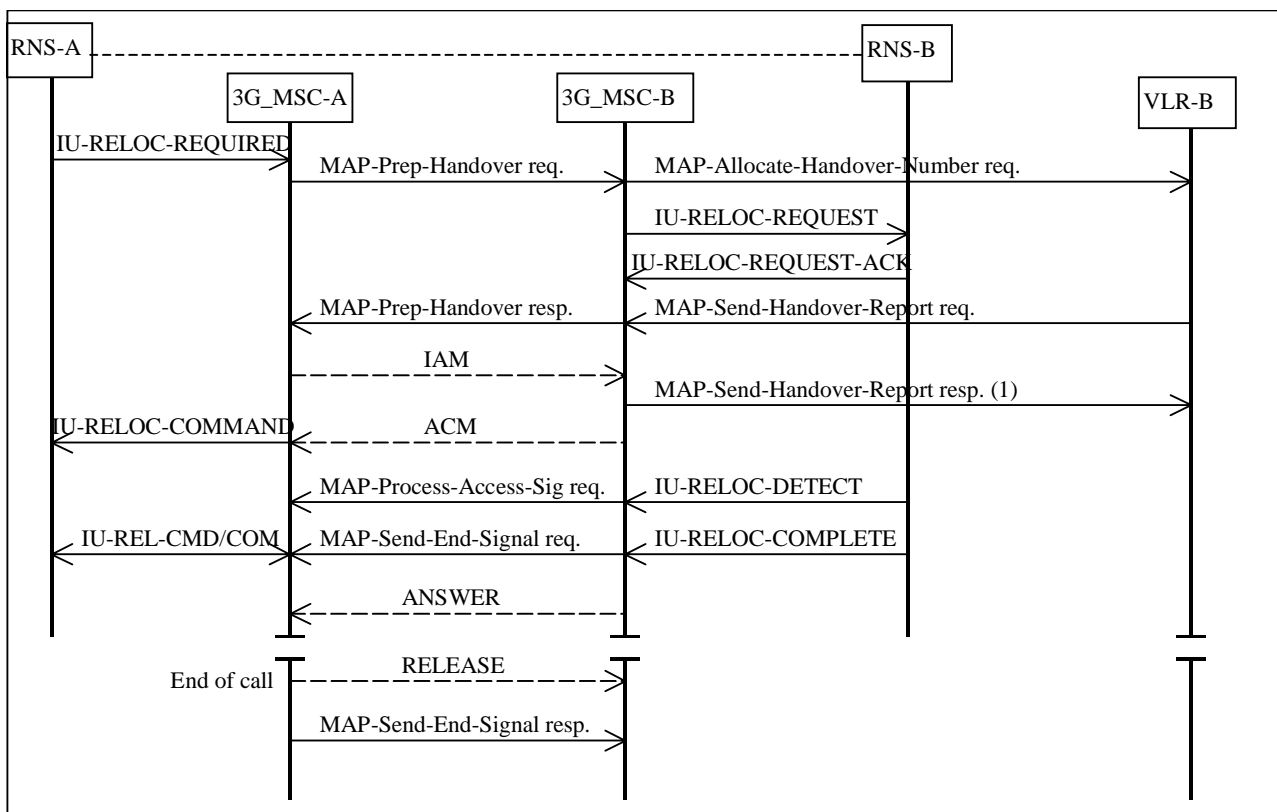 RNS-A
RNS-B
3G_MSC-A
3G_MSC-B
VLR-B
IU-RELOC-REQUIRED
MAP-Prep-Handover req.
MAP-Allocate-Handover-Number req.
IU-RELOC-REQUEST
IU-RELOC-REQUEST-ACK
MAP-Prep-Handover resp.
MAP-Send-Handover-Report req.
IAM
MAP-Send-Handover-Report resp. (1)
IU-RELOC-COMMAND
ACM
MAP-Process-Access-Sig req.
IU-RELOC-DETECT
IU-REL-CMD/COM
MAP-Send-End-Signal req.
IU-RELOC-COMPLETE
ANSWER
End of call
RELEASE
MAP-Send-End-Signal resp.